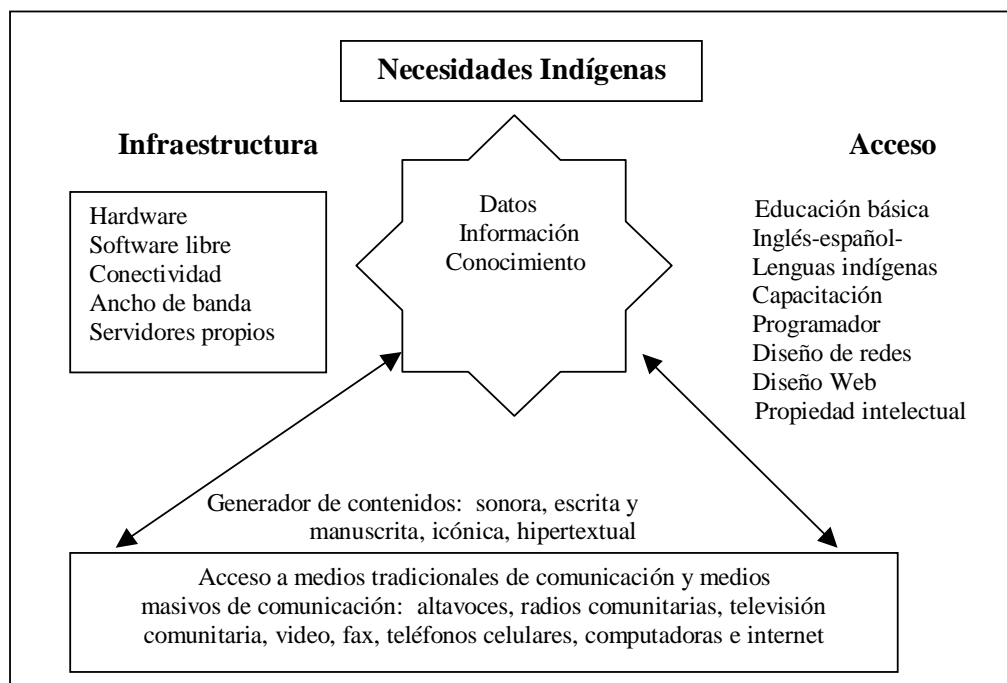 Necesidades Indígenas
Infraestructura
Hardware
Software libre
Conectividad
Ancho de banda
Servidores propios
Datos
Información
Conocimiento
Acceso
Educación básica
Inglés-español-
Lenguas indígenas
Capacitación
Programador
Diseño de redes
Diseño Web
Propiedad intelectual
Generador de contenidos: sonora, escrita y
manuscrita, icónica, hipertextual
Acceso a medios tradicionales de comunicación y medios
masivos de comunicación: altavoces, radios comunitarias, televisión
comunitaria, video, fax, teléfonos celulares, computadoras e internet